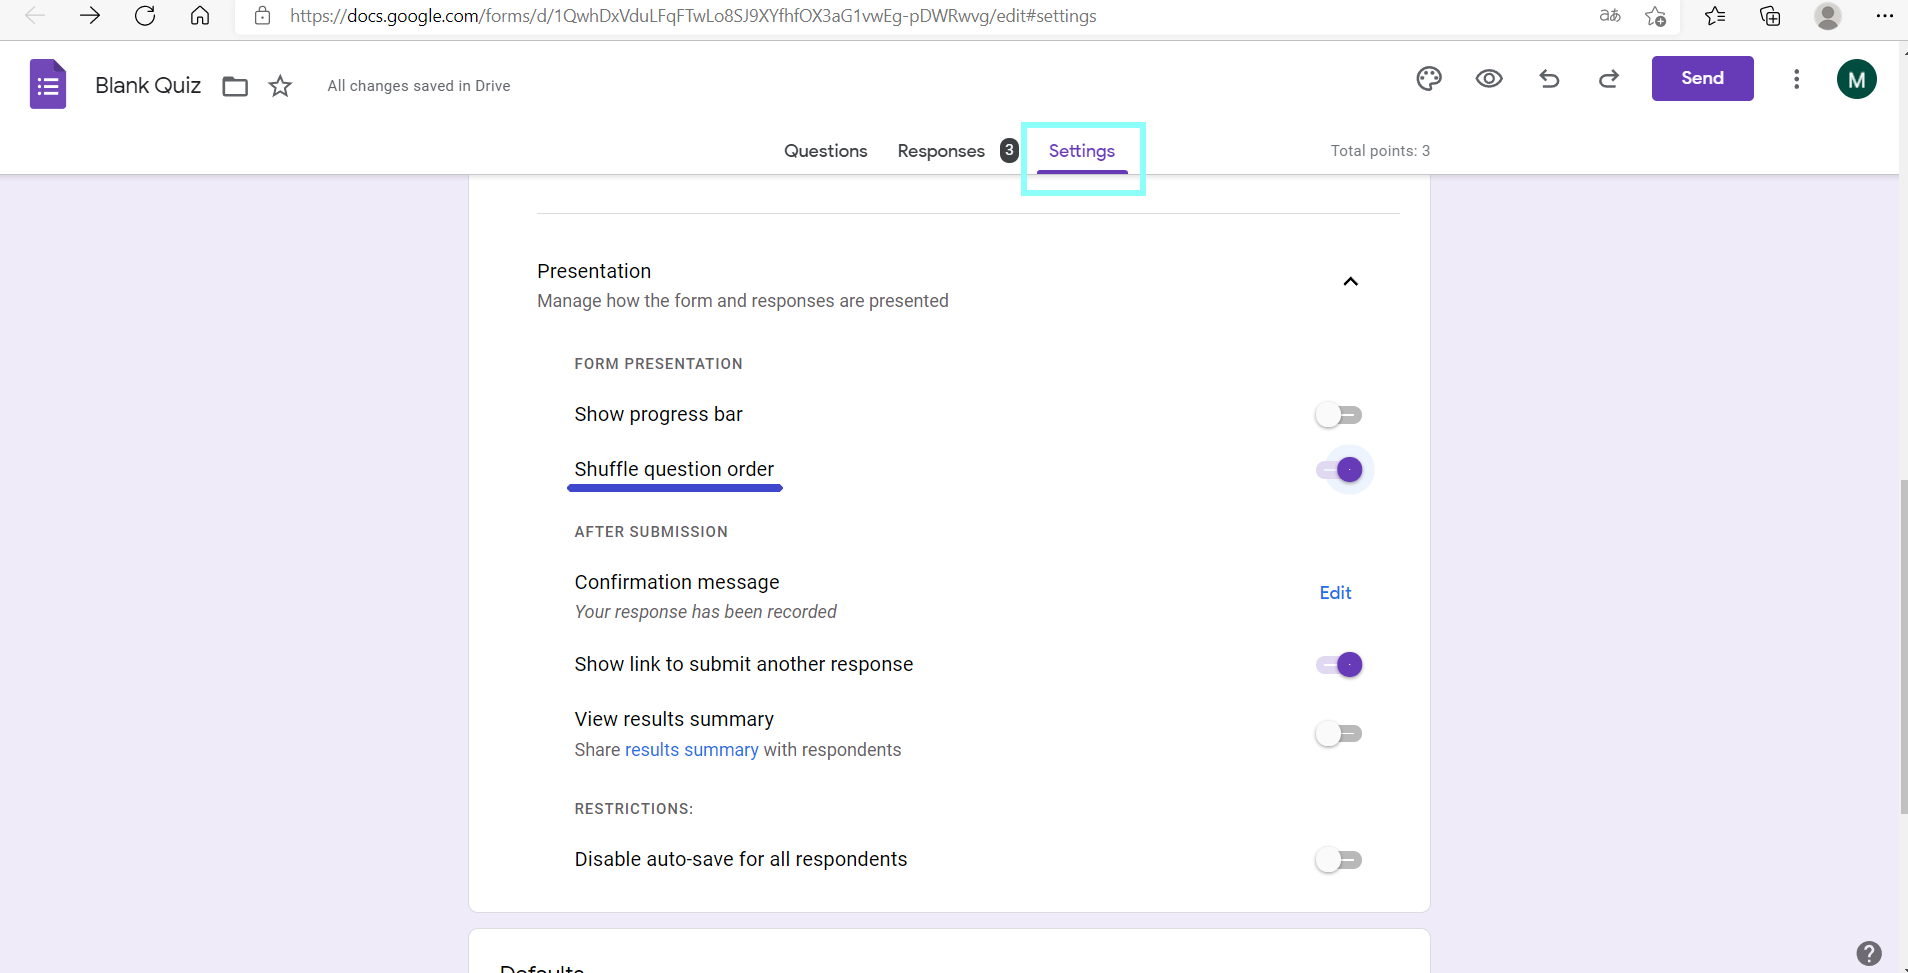 https://docs.google.com/forms/d/1QwhDxVduLFqFTwLo8SJ9XYfhfOX3aG1vwEg-pDWRwvg/edit#settings
aあ
Blank Quiz
All changes saved in Drive
Send
M
Questions
Responses 3
Settings
Total points: 3
Presentation
Manage how the form and responses are presented
FORM PRESENTATION
Show progress bar
Shuffle question order
AFTER SUBMISSION
Confirmation message
Your response has been recorded
Edit
Show link to submit another response
View results summary
Share results summary with respondents
RESTRICTIONS:
Disable auto-save for all respondents
Defaults